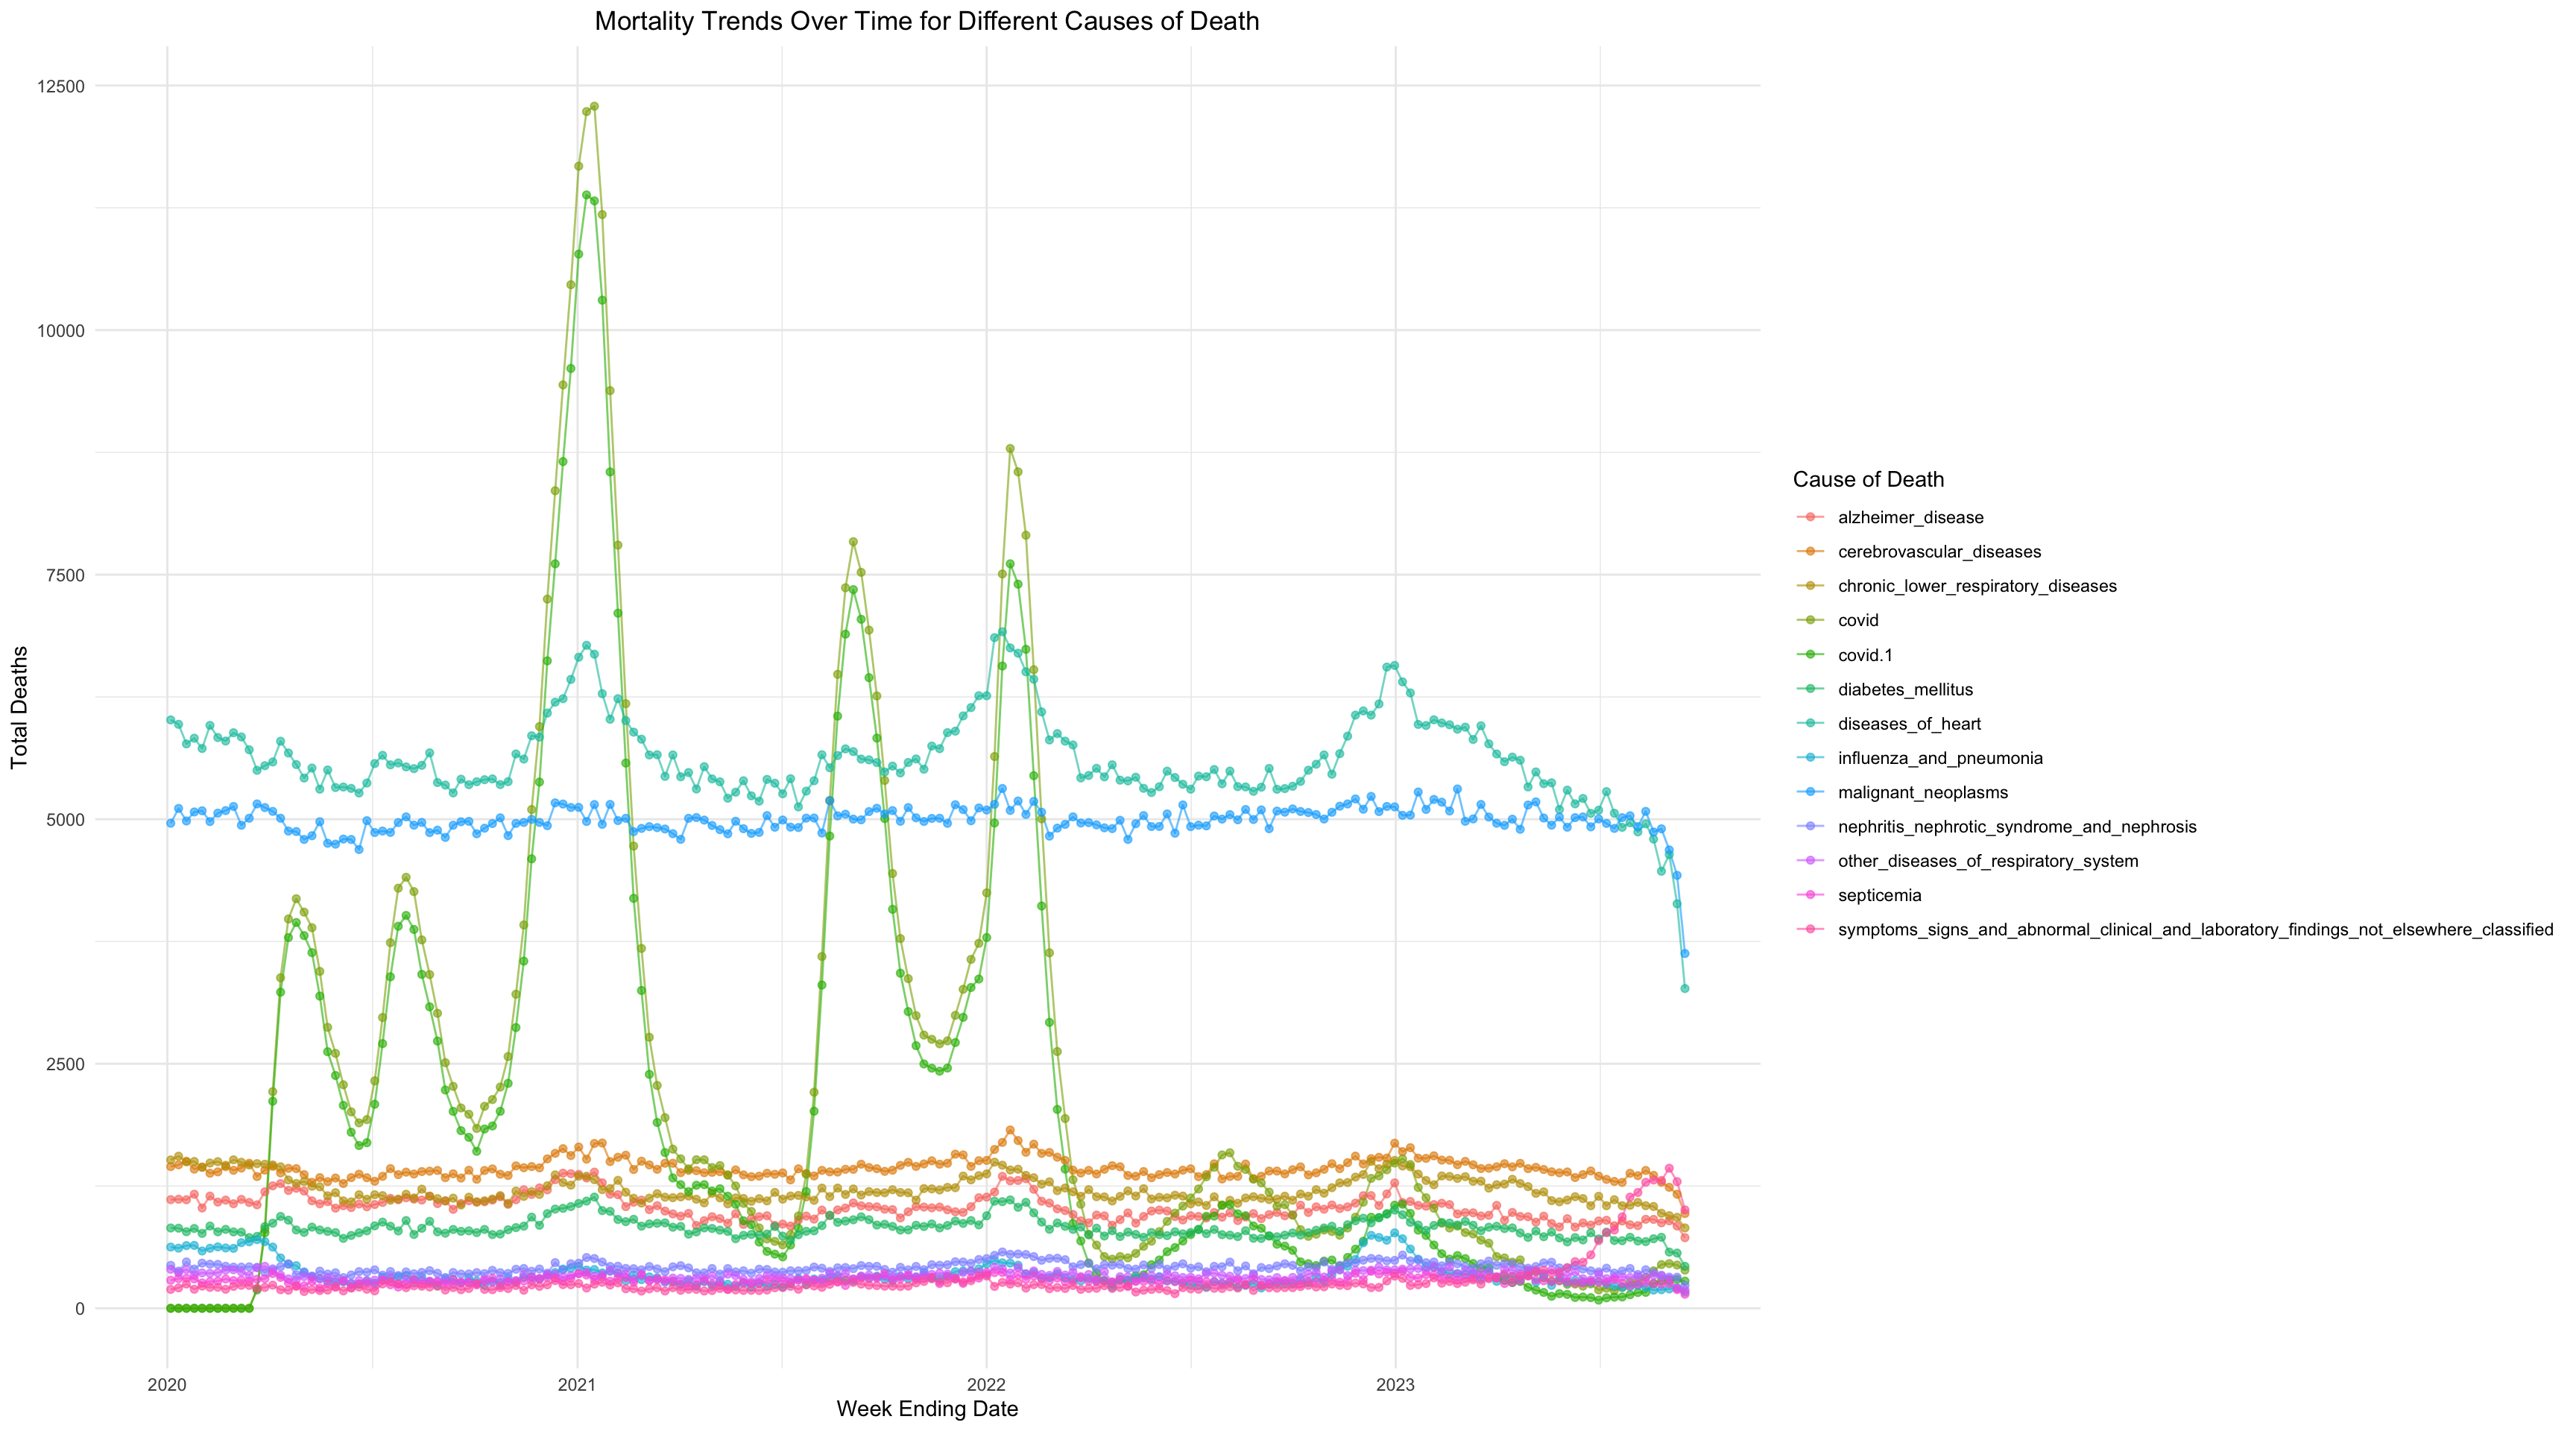 Mortality Trends Over Time for Different Causes of Death
12500
10000
7500
5000
2500
0
Total Deaths
2020
2021
2022
2023
Week Ending Date
Cause of Death
alzheimer_disease
cerebrovascular_diseases
chronic_lower_respiratory_diseases
covid
covid.1
diabetes_mellitus
diseases_of_heart
influenza_and_pneumonia
malignant_neoplasms
nephritis_nephrotic_syndrome_and_nephrosis
other_diseases_of_respiratory_system
septicemia
symptoms_signs_and_abnormal_clinical_and_laboratory_findings_not_elsewhere_classified